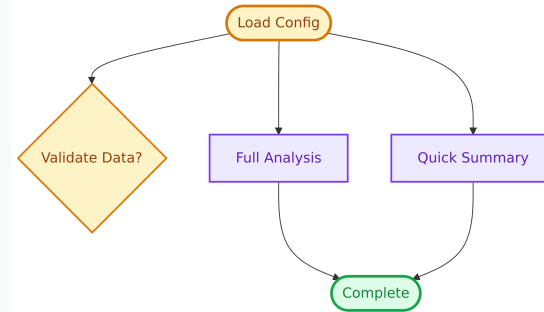 Load Config
Validate Data?
Full Analysis
Quick Summary
Complete